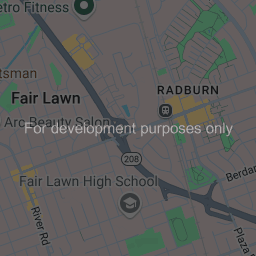 etro Fitness
tsman
Fair Lawn
RADBURN
Arc Beauty Salon
For development purposes only
208
Fair Lawn High School
Berda
River Rd
Plaza